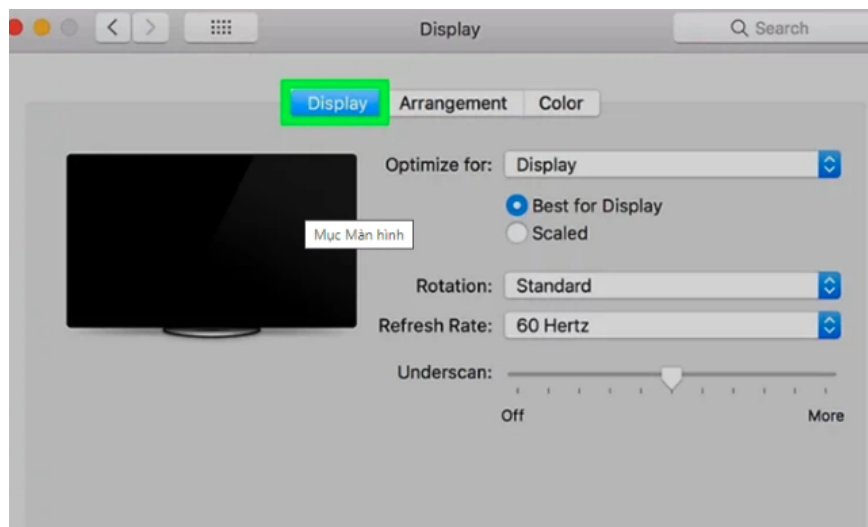 Display
Search
Display Arrangement Color
Optimize for: Display
Best for Display
Mục Màn hình
Scaled
Rotation: Standard
Refresh Rate: 60 Hertz
Underscan:
Off More